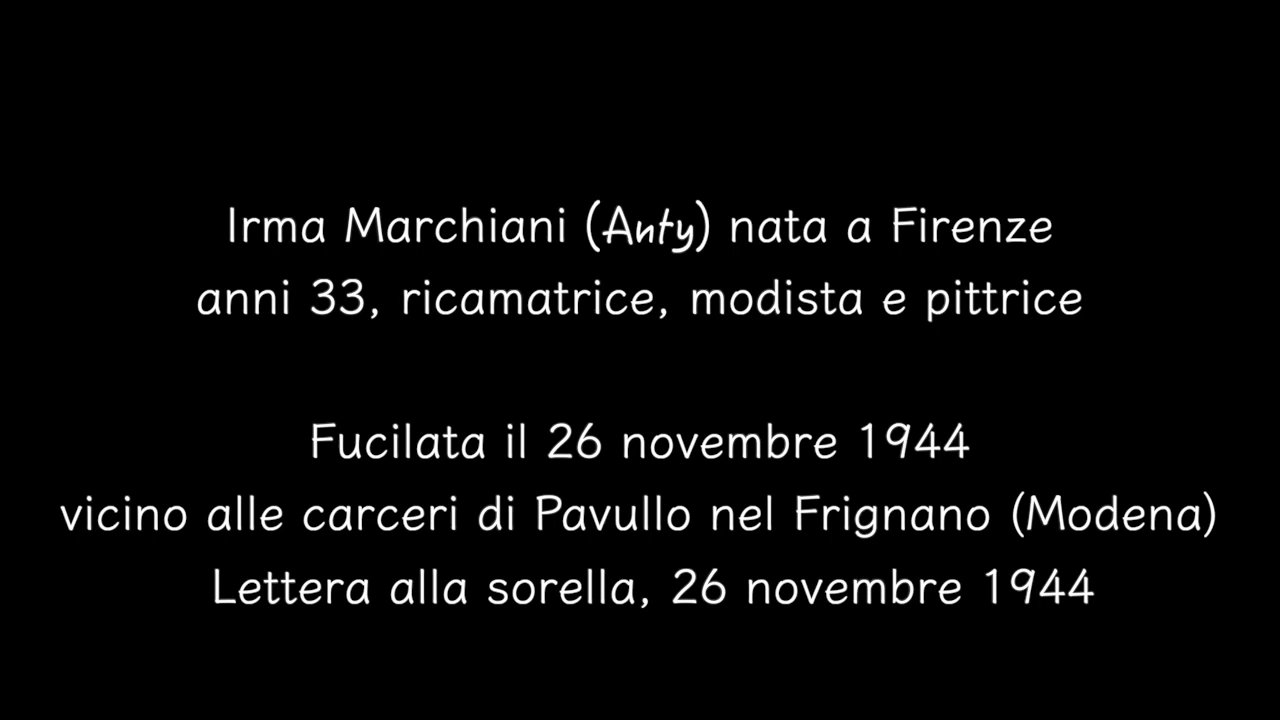 Irma Marchiani (Anty) nata a Firenze
anni 33, ricamatrice, modista e pittrice
Fucilata il 26 novembre 1944
vicino alle carceri di Pavullo nel Frignano (Modena)
Lettera alla sorella, 26 novembre 1944